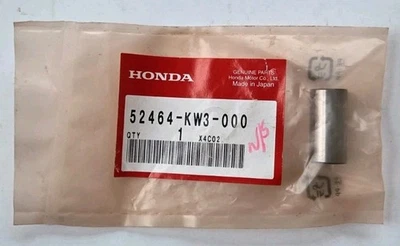 HONDA
GENUINE PARTS
Honda Motor Co., Ltd.
Made in Japan
52464-KW3-000
QTY 1 X4C02
N/S